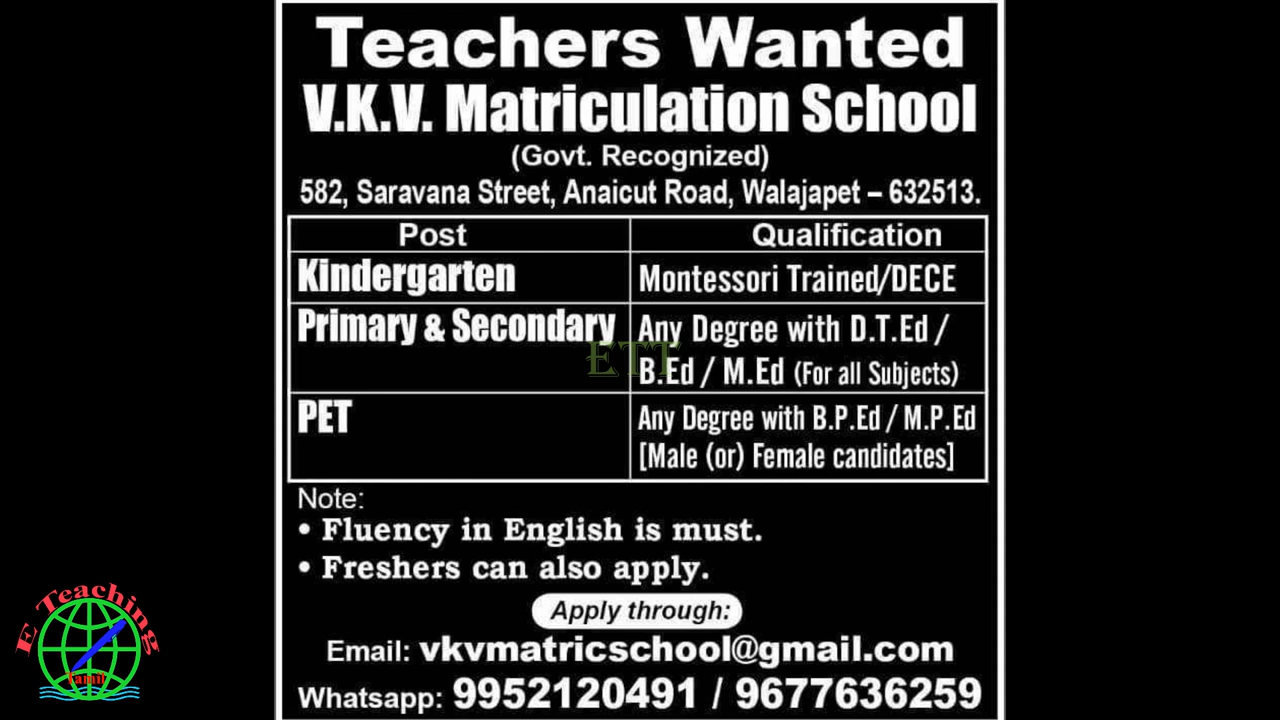 Teachers Wanted
V.K.V. Matriculation School
(Govt. Recognized)
582, Saravana Street, Anaicut Road, Walajapet – 632513.
Post Qualification
Kindergarten Montessori Trained/DECE
Primary & Secondary Any Degree with D.T.Ed /
B.Ed / M.Ed (For all Subjects)
ETT
PET Any Degree with B.P.Ed / M.P.Ed
[Male (or) Female candidates]
Note:
• Fluency in English is must.
• Freshers can also apply.
Apply through:
Email: vkvmatricschool@gmail.com
Whatsapp: 9952120491 / 9677636259
E Teaching
Tamil